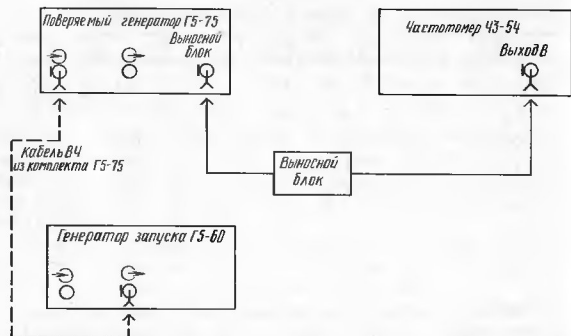 Поверяемый генератор Г5-75
Выносной
блок
Частотомер Ч3-54
Выход В
Кабель ВЧ
из комплекта Г5-75
Выносной
блок
Генератор запуска Г5-60